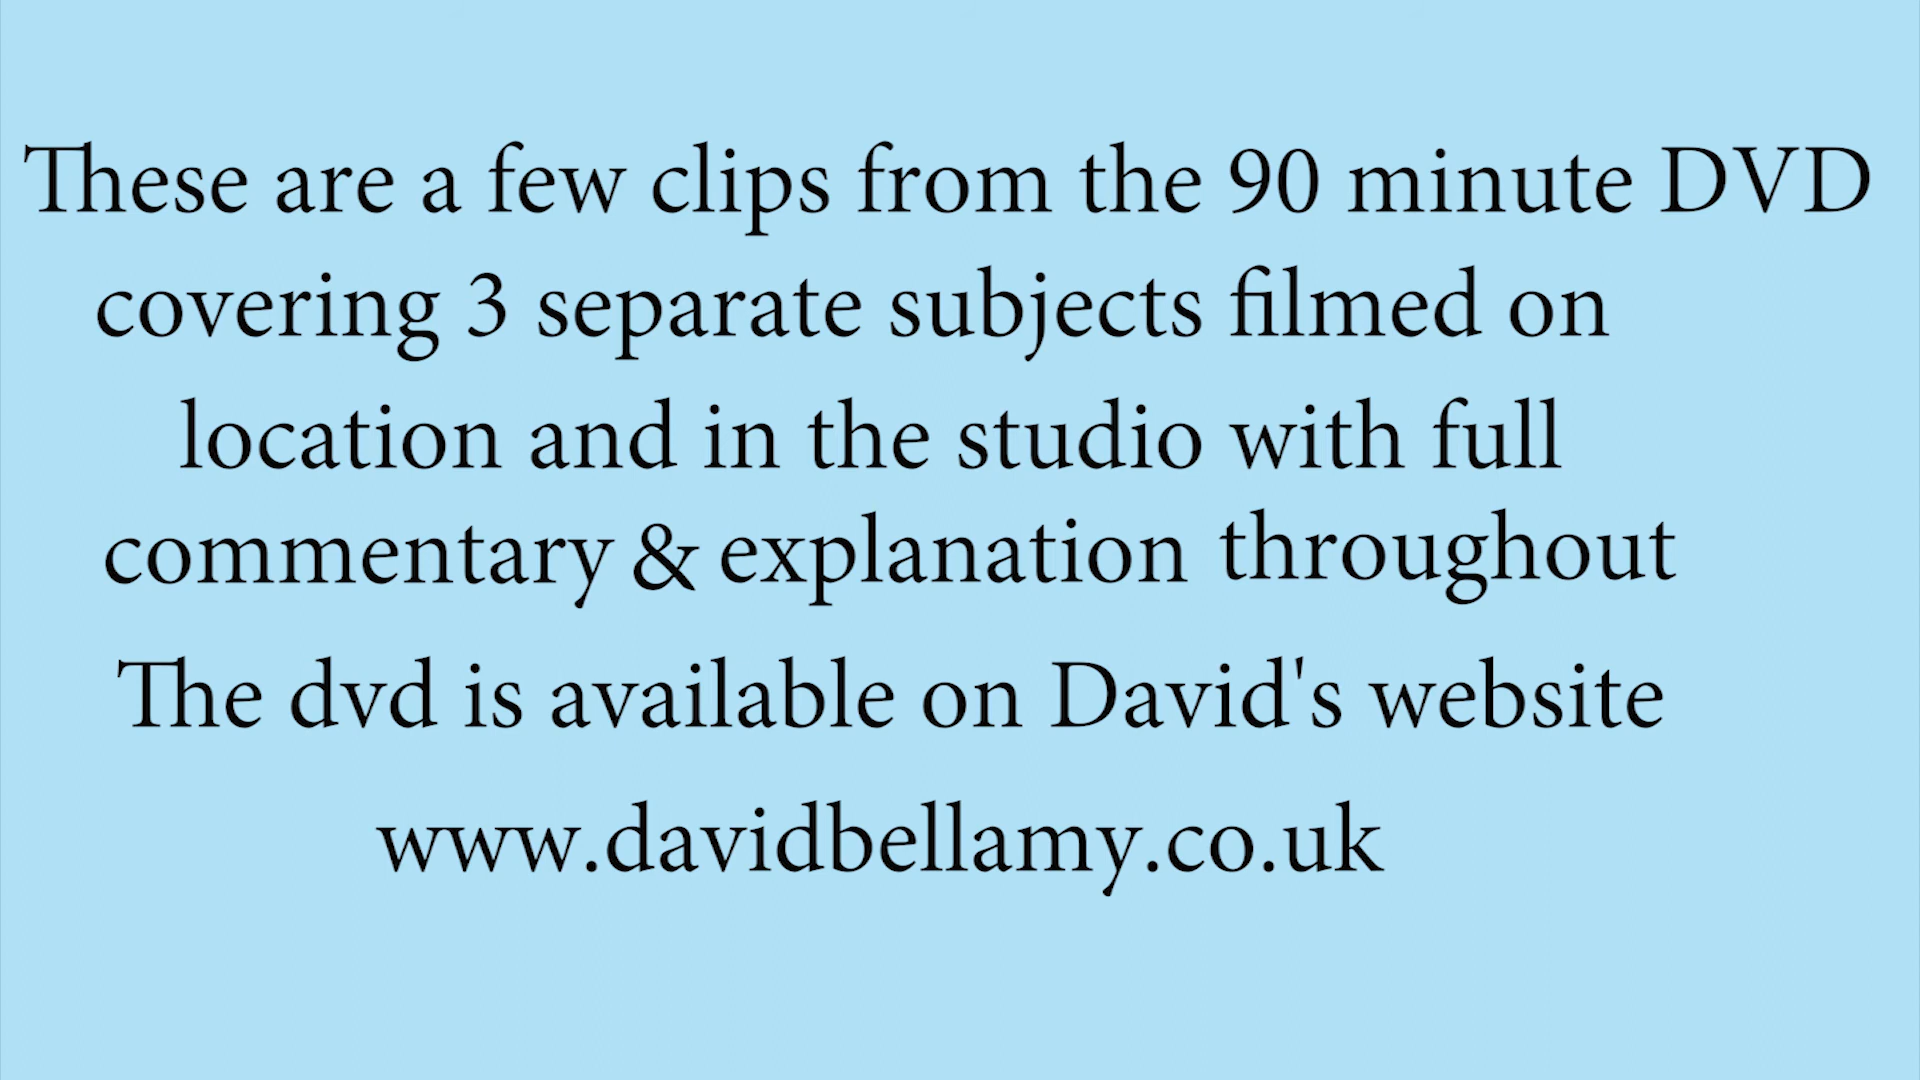 These are a few clips from the 90 minute DVD
covering 3 separate subjects filmed on
location and in the studio with full
commentary & explanation throughout
The dvd is available on David's website
www.davidbellamy.co.uk